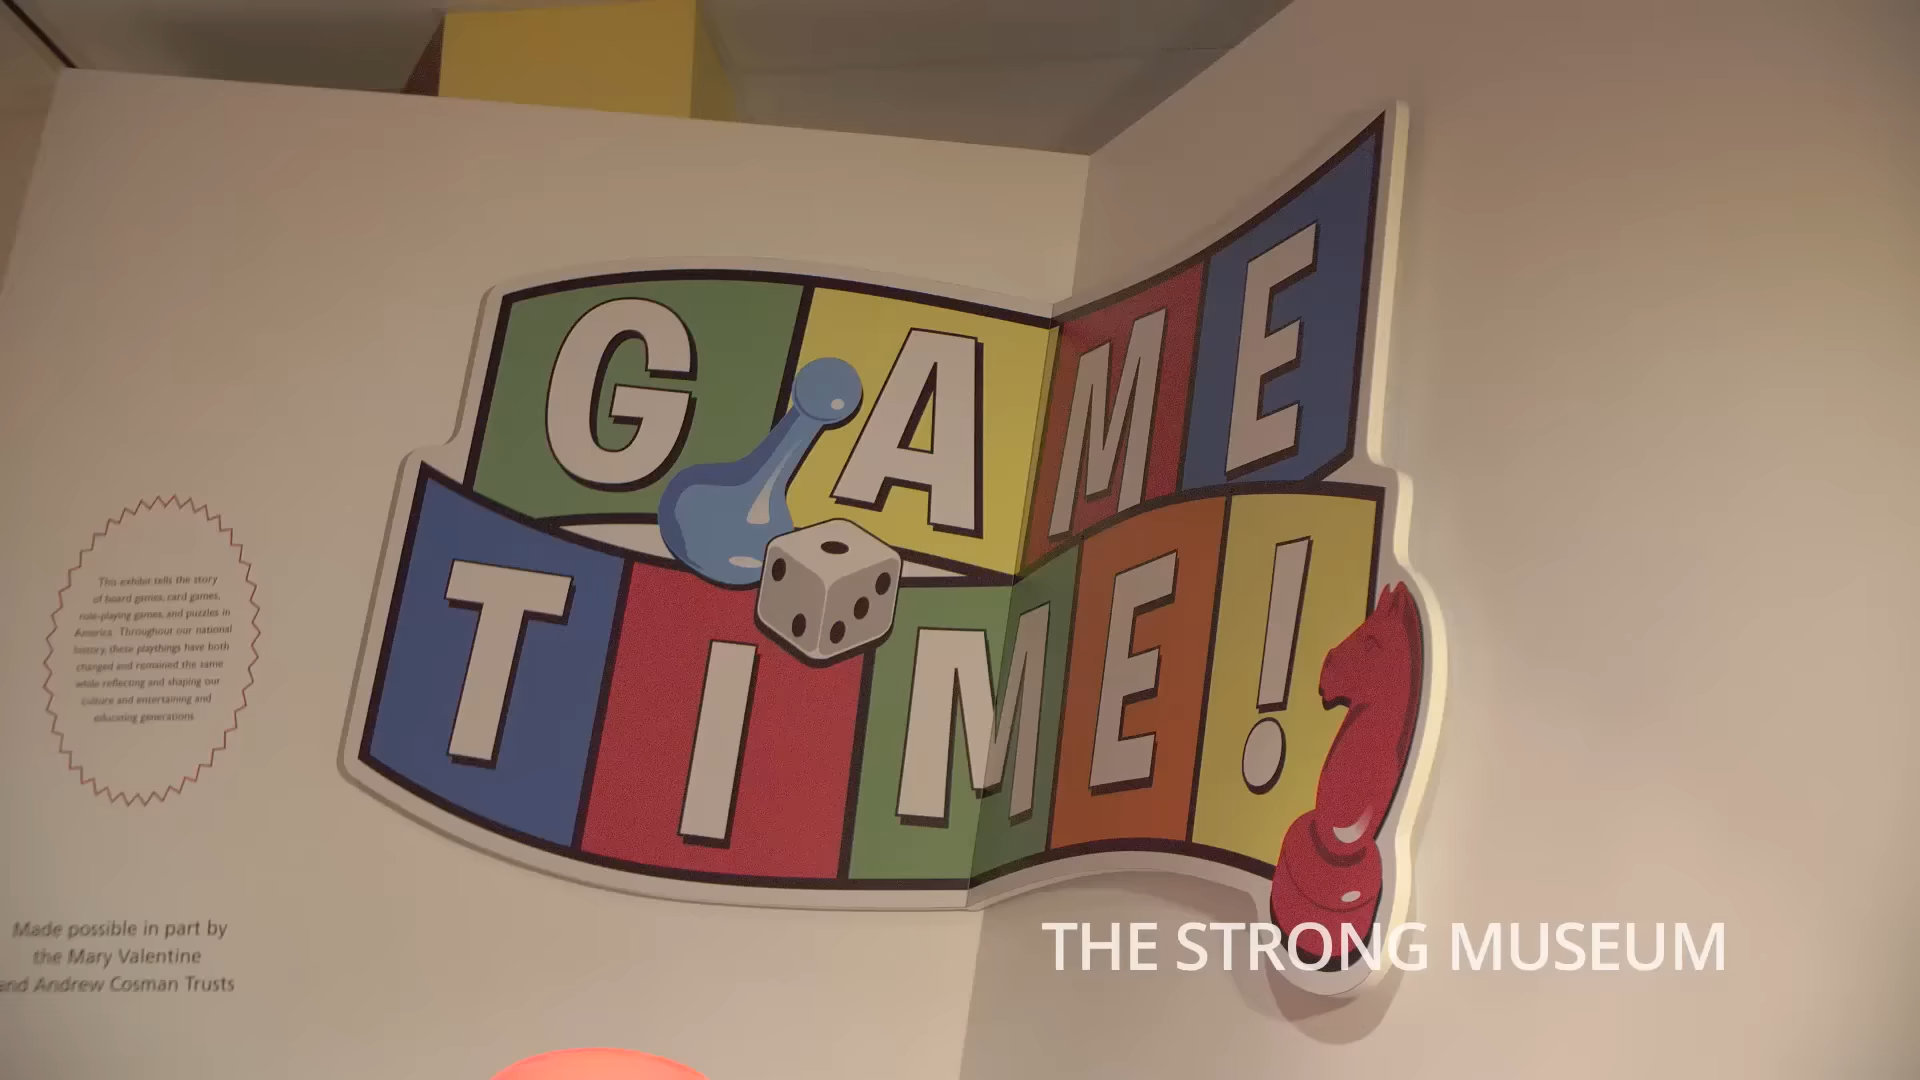 GAME
TIME!
This exhibit tells the story
of board games, card games,
role-playing games, and puzzles in
America. Throughout our national
history, these playthings have both
changed and remained the same
while reflecting and shaping our
culture and entertaining and
educating generations.
Made possible in part by
the Mary Valentine
and Andrew Cosman Trusts
THE STRONG MUSEUM